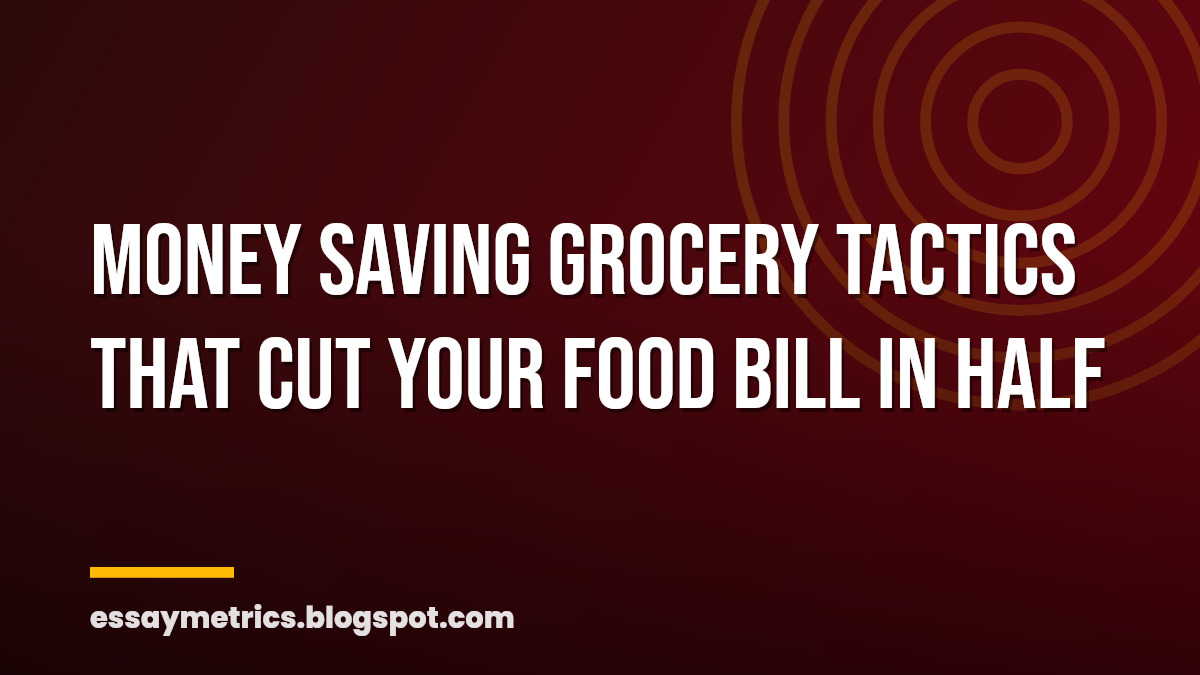 MONEY SAVING GROCERY TACTICS
THAT CUT YOUR FOOD BILL IN HALF
essaymetrics.blogspot.com